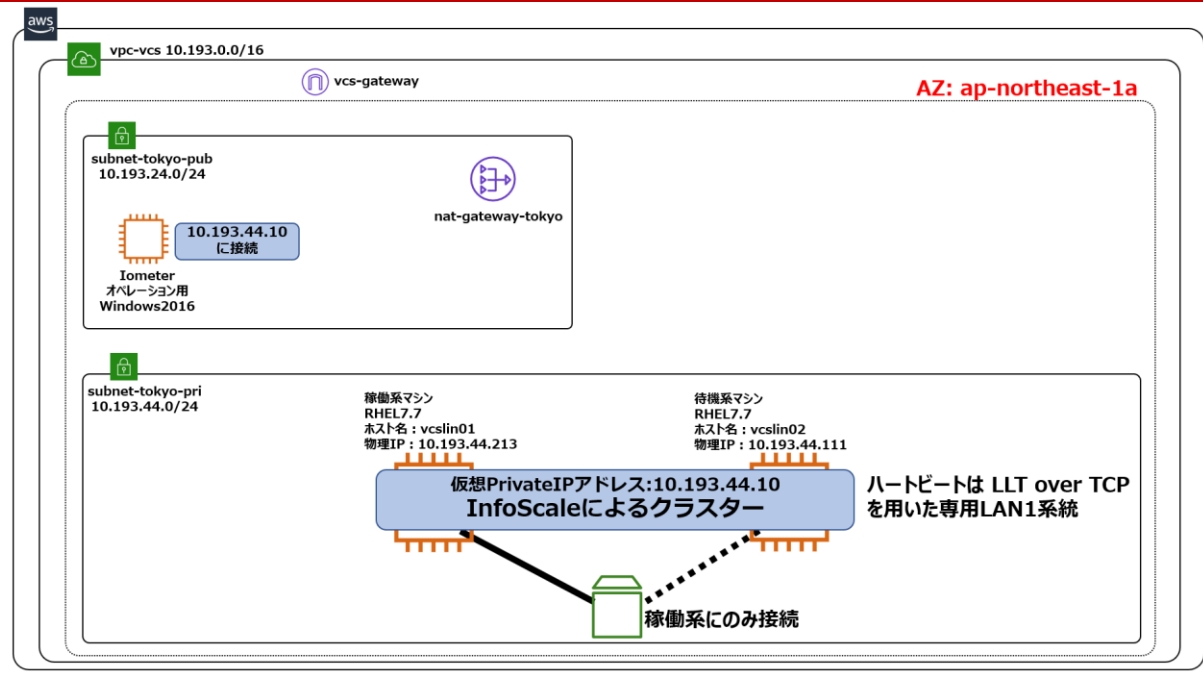 aws
vpc-vcs 10.193.0.0/16
vcs-gateway
AZ: ap-northeast-1a
subnet-tokyo-pub
10.193.24.0/24
nat-gateway-tokyo
10.193.44.10
に接続
Iometer
オペレーション用
Windows2016
subnet-tokyo-pri
10.193.44.0/24
稼働系マシン
RHEL7.7
ホスト名：vcslin01
物理IP：10.193.44.213
待機系マシン
RHEL7.7
ホスト名：vcslin02
物理IP：10.193.44.111
仮想PrivateIPアドレス:10.193.44.10
InfoScaleによるクラスター
ハートビートは LLT over TCP
を用いた専用LAN1系統
稼働系にのみ接続